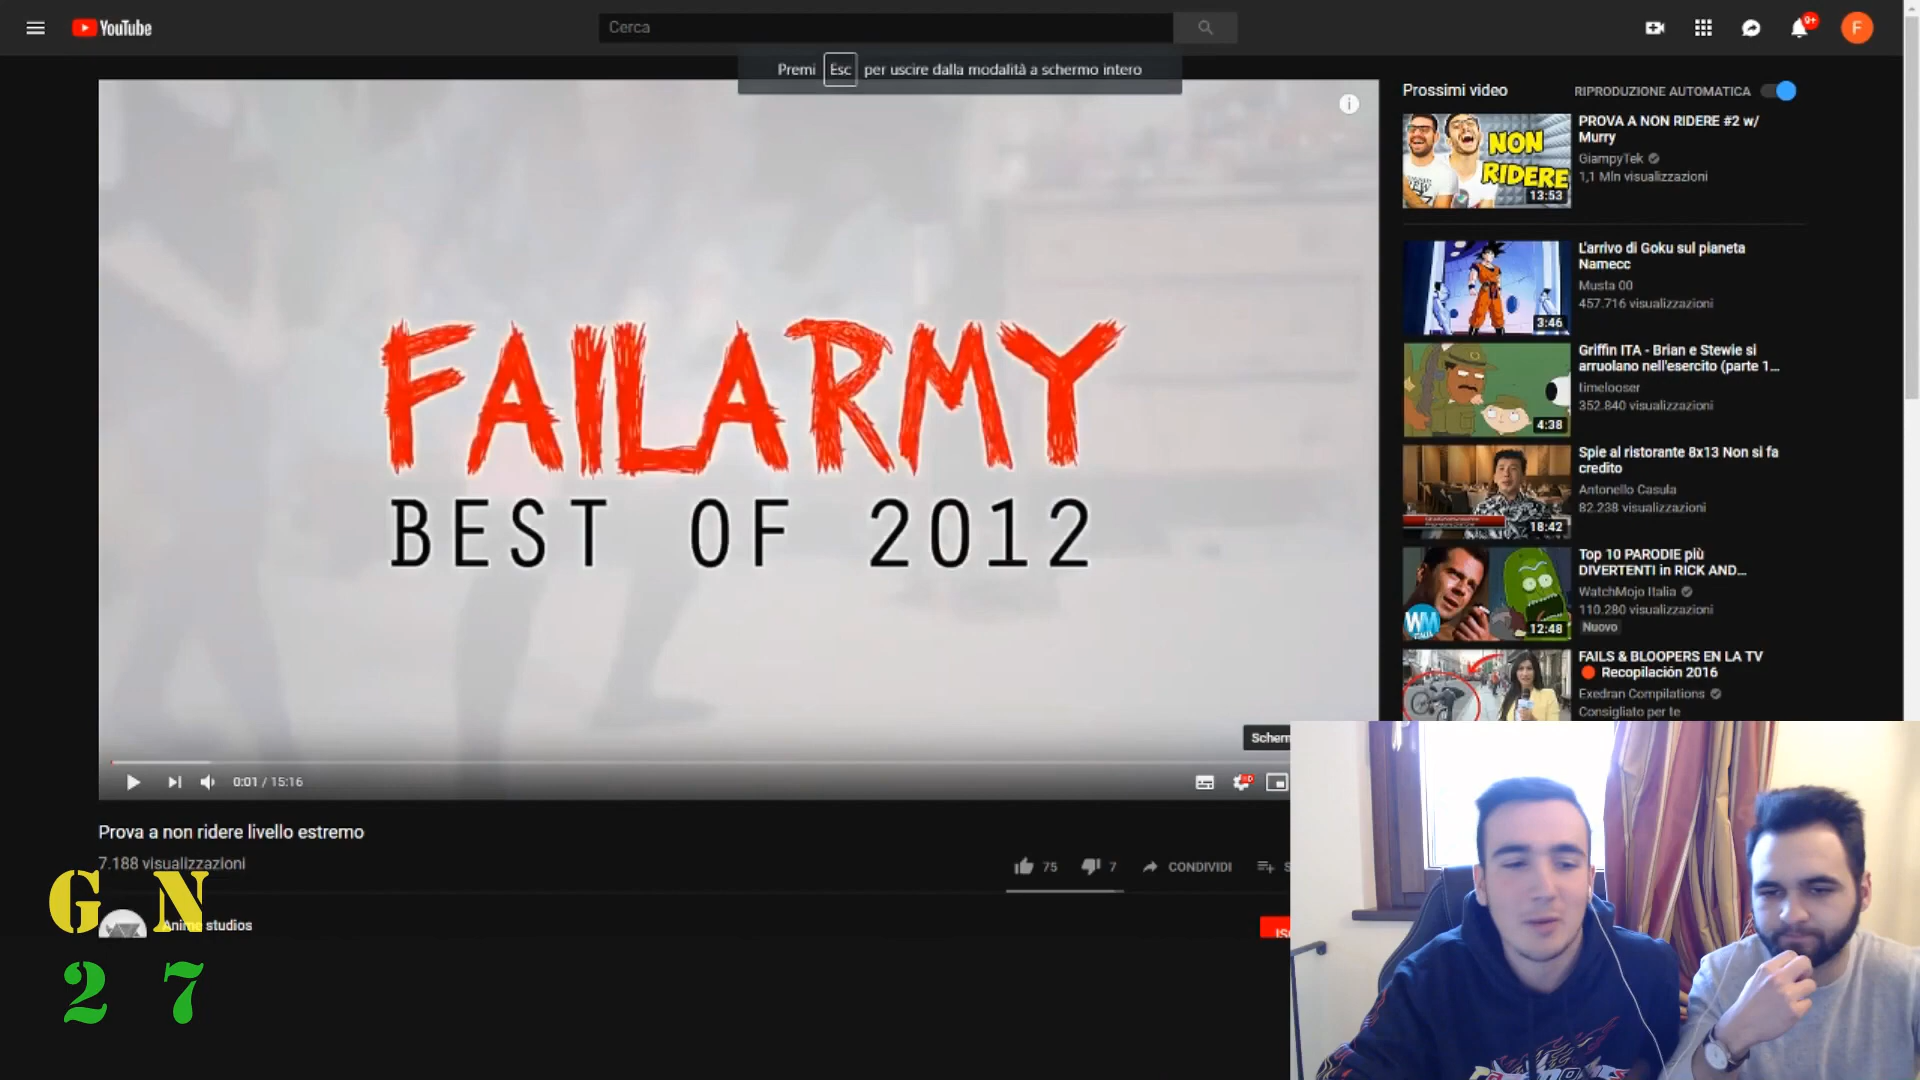 YouTube
Cerca
9+
F
Premi Esc per uscire dalla modalità a schermo intero
FAILARMY
BEST OF 2012
0:01 / 15:16
Prova a non ridere livello estremo
7.188 visualizzazioni
75
7
CONDIVIDI
Anime studios
G N
2 7
Prossimi video
RIPRODUZIONE AUTOMATICA
NON
RIDERE
13:53
PROVA A NON RIDERE #2 w/
Murry
GiampyTek
1,1 Mln visualizzazioni
3:46
L'arrivo di Goku sul pianeta
Namecc
Musta 00
457.716 visualizzazioni
4:38
Griffin ITA - Brian e Stewie si
arruolano nell'esercito (parte 1...
timelooser
352.840 visualizzazioni
18:42
Spie al ristorante 8x13 Non si fa
credito
Antonello Casula
82.238 visualizzazioni
WM
12:48
Top 10 PARODIE più
DIVERTENTI in RICK AND...
WatchMojo Italia
110.280 visualizzazioni
Nuovo
FAILS & BLOOPERS EN LA TV
Recopilación 2016
Exedran Compilations
Consigliato per te